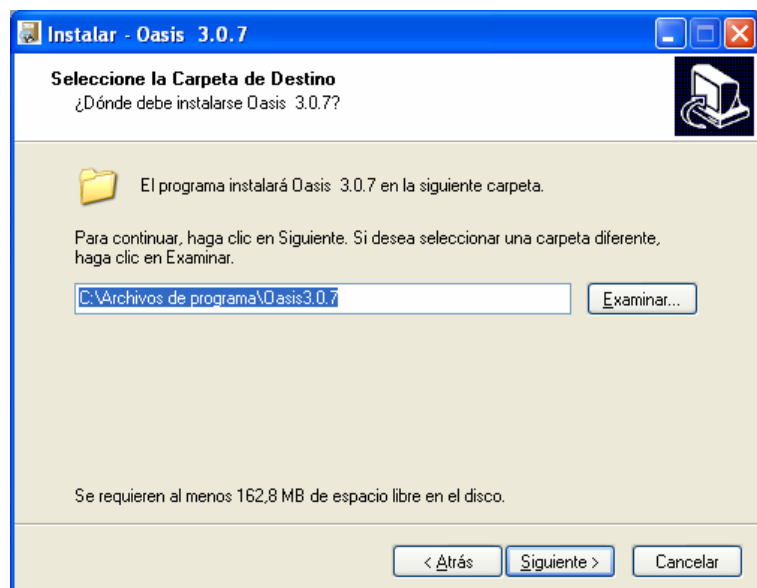 Instalar - Oasis 3.0.7
Seleccione la Carpeta de Destino
¿Dónde debe instalarse Oasis 3.0.7?
El programa instalará Oasis 3.0.7 en la siguiente carpeta.
Para continuar, haga clic en Siguiente. Si desea seleccionar una carpeta diferente,
haga clic en Examinar.
C:\Archivos de programa\Oasis3.0.7
Examinar...
Se requieren al menos 162,8 MB de espacio libre en el disco.
< Atrás
Siguiente >
Cancelar